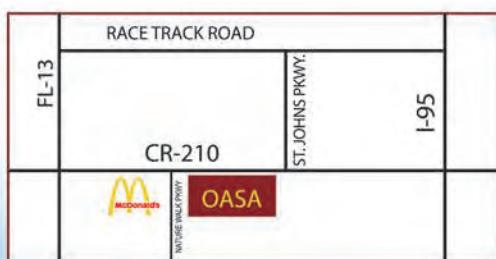 RACE TRACK ROAD
FL-13
ST. JOHNS PKWY.
I-95
CR-210
McDonald's
NATURE WALK PKWY
OASA